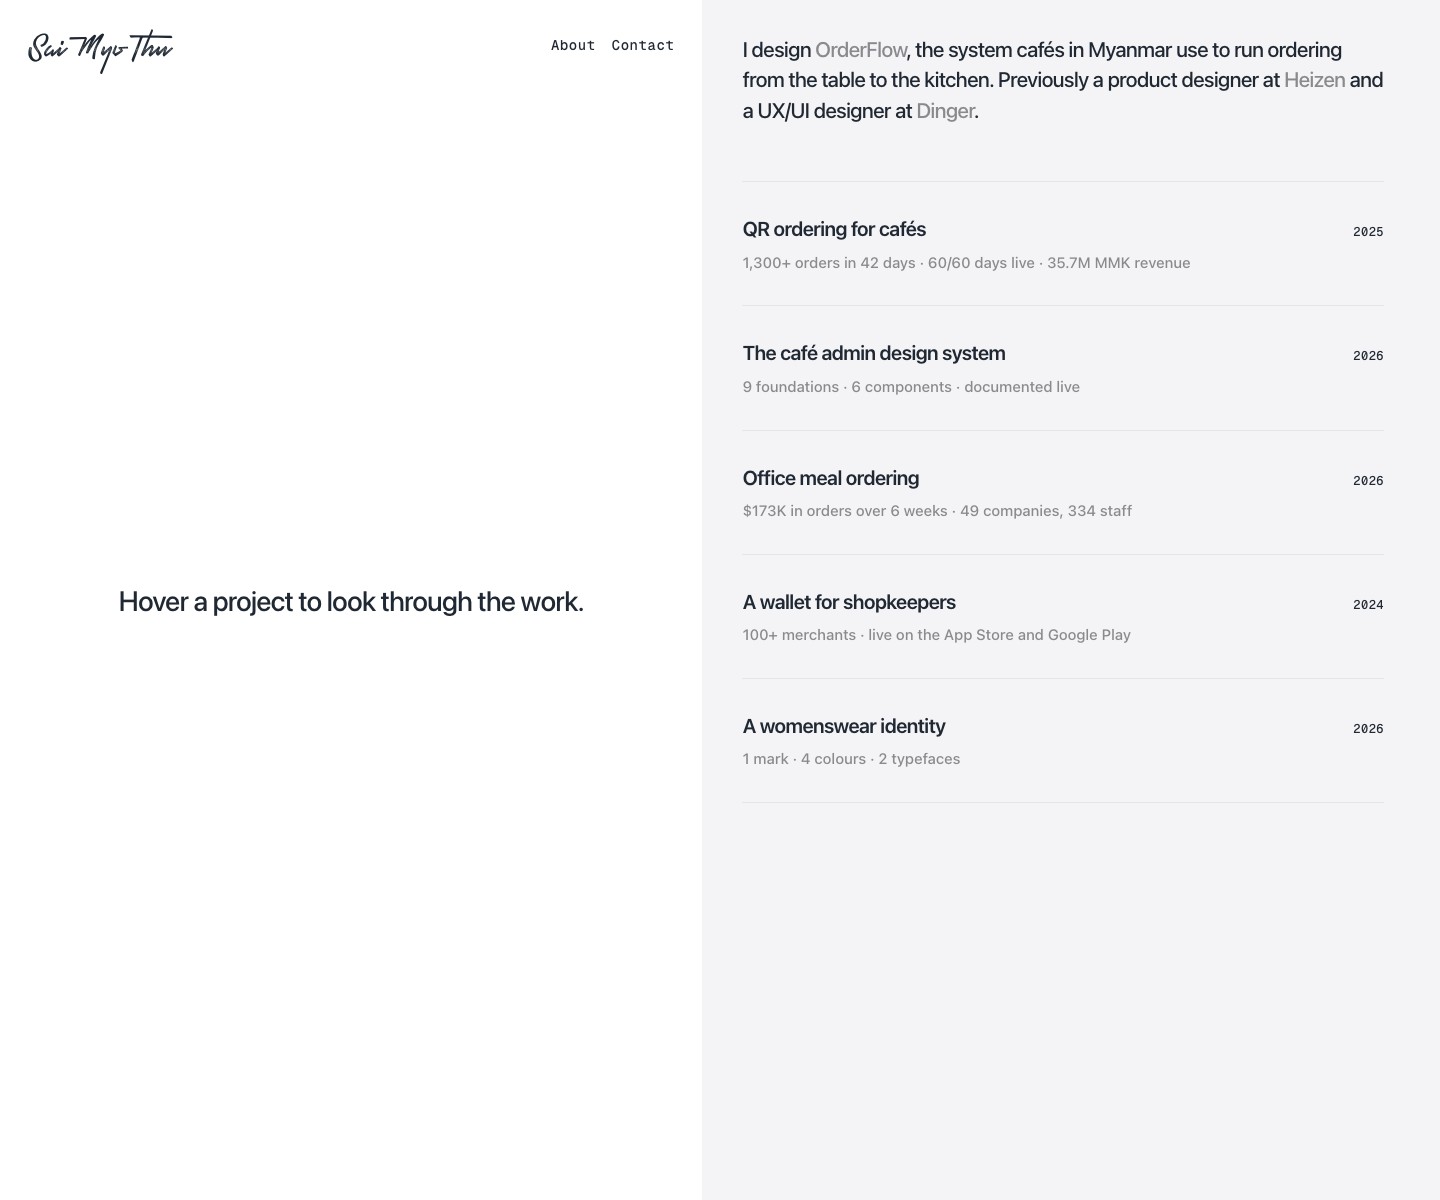 Sai Myo Thu
About Contact
I design OrderFlow, the system cafés in Myanmar use to run ordering
from the table to the kitchen. Previously a product designer at Heizen and
a UX/UI designer at Dinger.
QR ordering for cafés 2025
1,300+ orders in 42 days · 60/60 days live · 35.7M MMK revenue
The café admin design system 2026
9 foundations · 6 components · documented live
Office meal ordering 2026
$173K in orders over 6 weeks · 49 companies, 334 staff
Hover a project to look through the work.
A wallet for shopkeepers 2024
100+ merchants · live on the App Store and Google Play
A womenswear identity 2026
1 mark · 4 colours · 2 typefaces